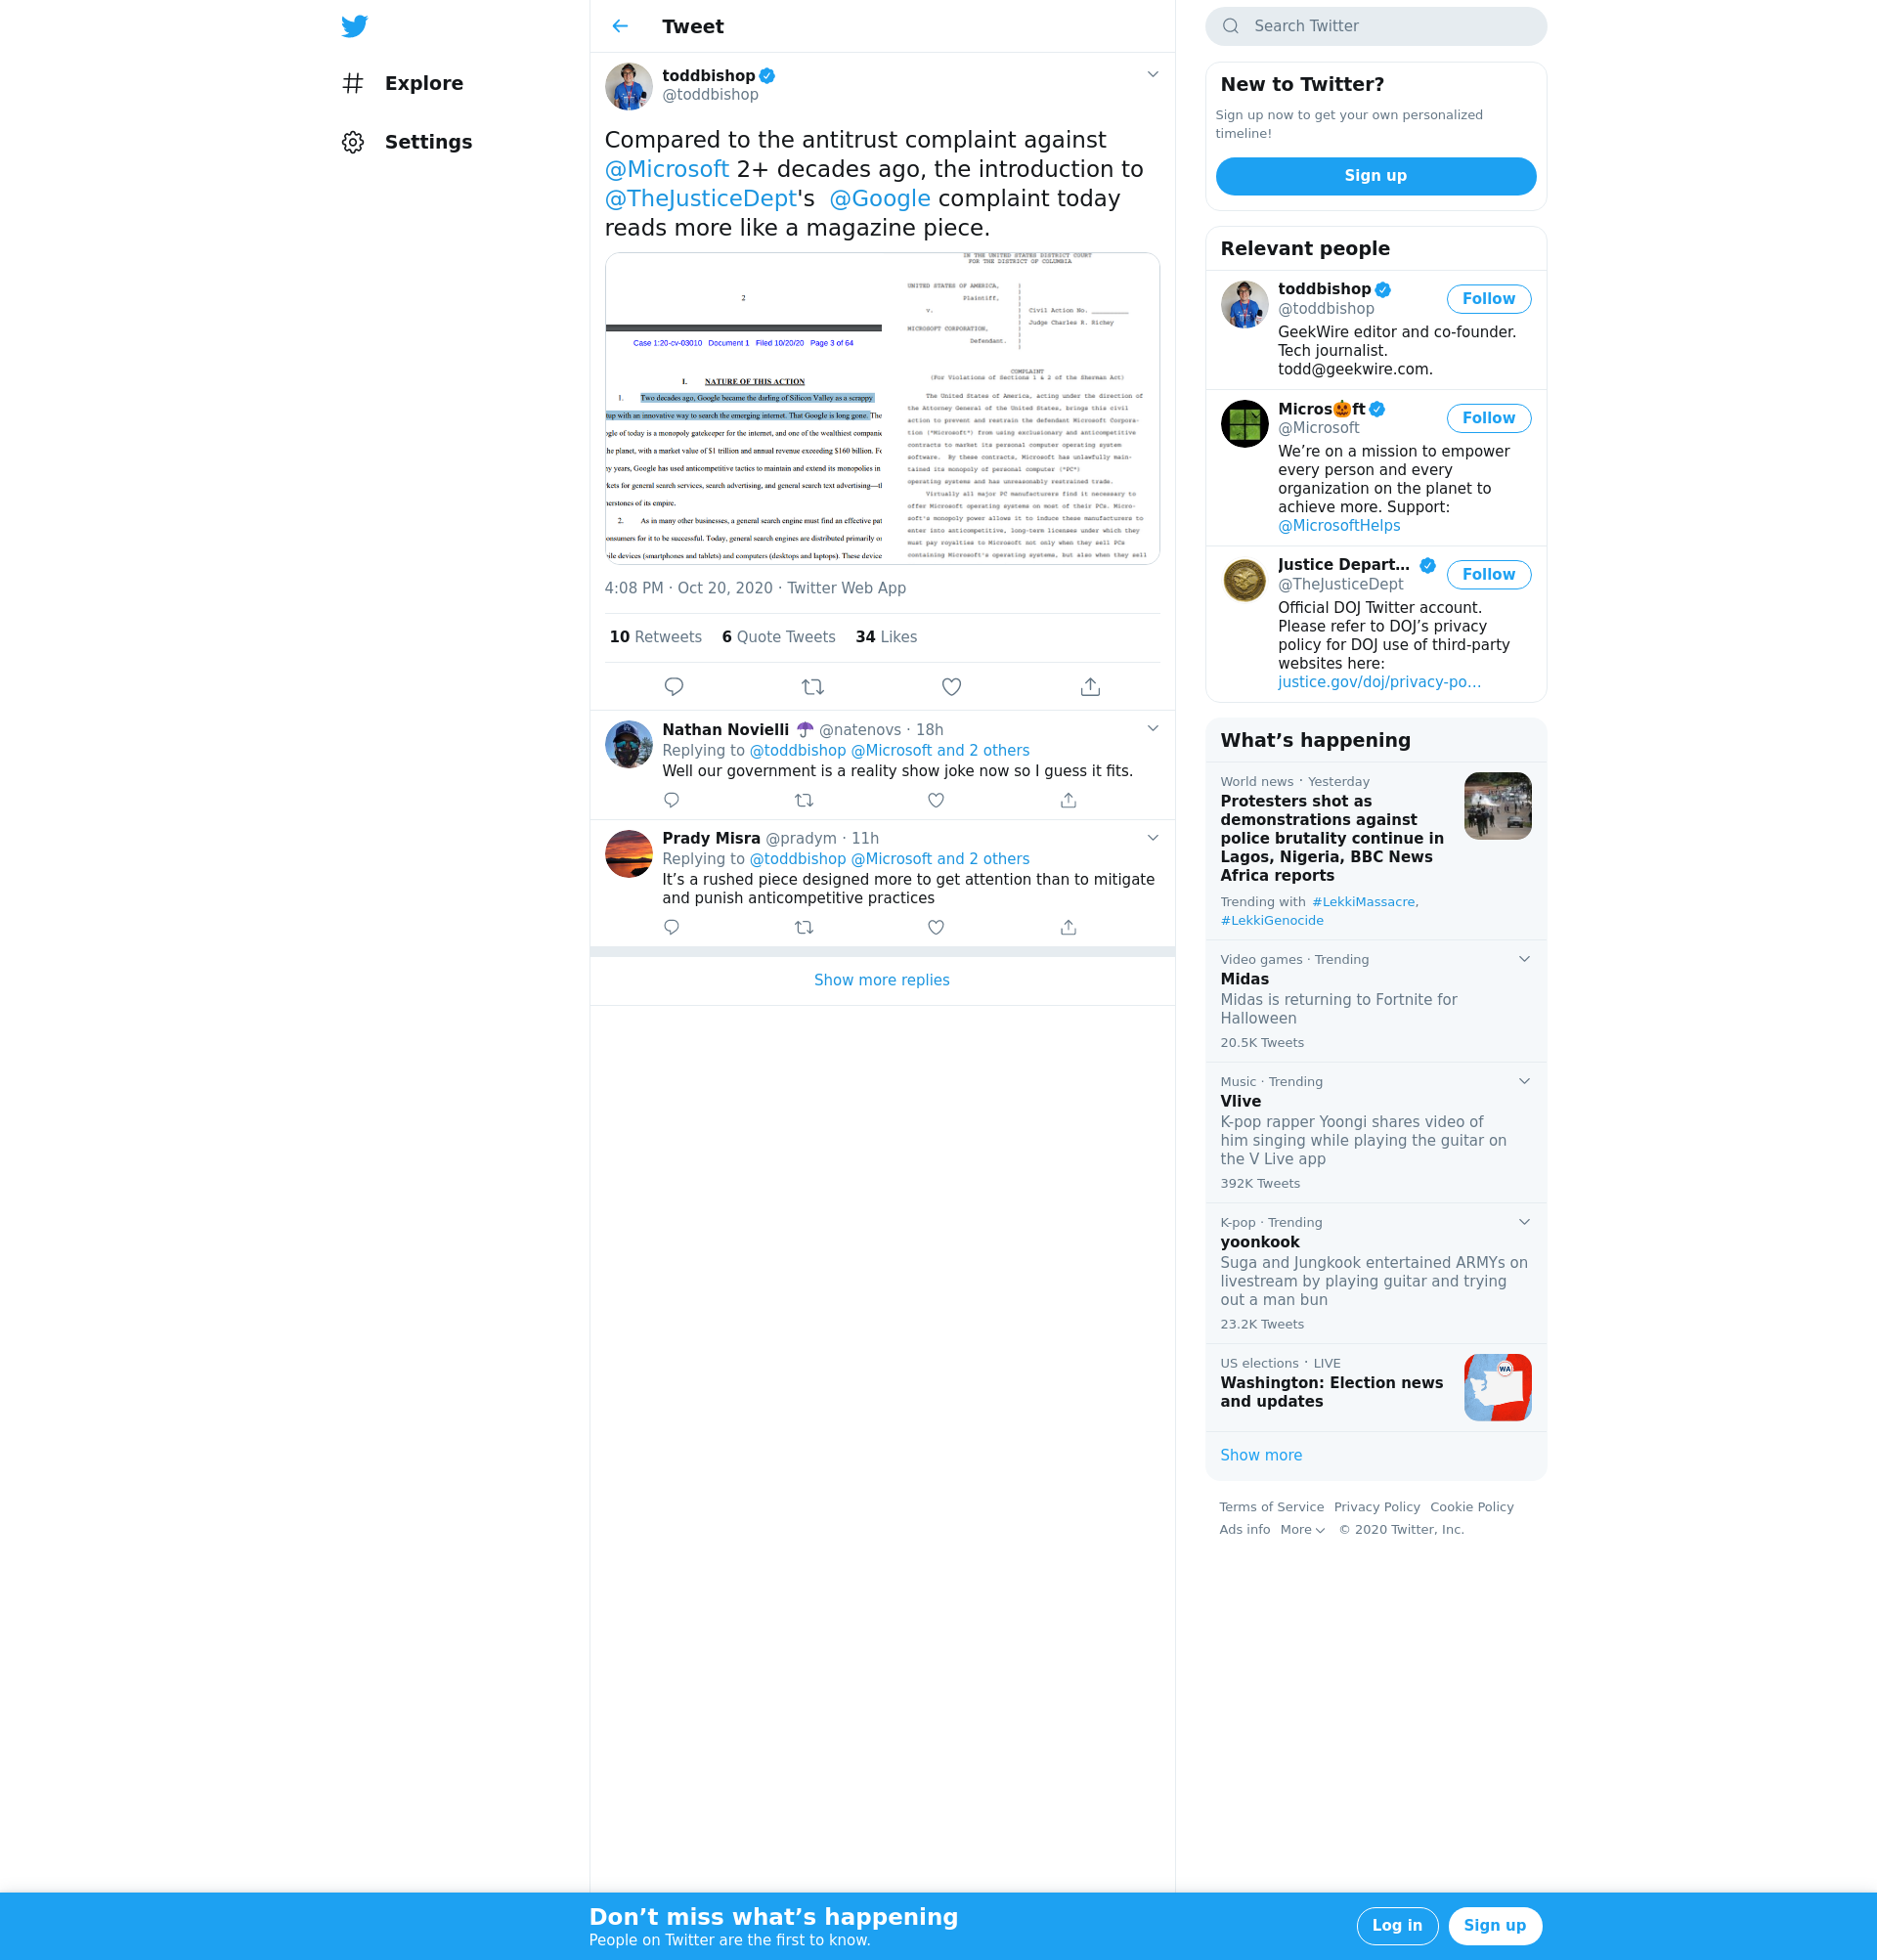 Explore
Settings
Tweet
toddbishop
@toddbishop
Compared to the antitrust complaint against
@Microsoft 2+ decades ago, the introduction to
@TheJusticeDept's @Google complaint today
reads more like a magazine piece.
2
Case 1:20-cv-03010 Document 1 Filed 10/20/20 Page 3 of 64
I. NATURE OF THIS ACTION
1. Two decades ago, Google became the darling of Silicon Valley as a scrappy
with an innovative way to search the emerging internet. That Google is long gone. The
of today is a monopoly gatekeeper for the internet, and one of the wealthiest
planet, with a market value of $1 trillion and annual revenue exceeding $160 billion.
years, Google has used anticompetitive tactics to maintain and extend its monopolies in
for general search services, search advertising, and general search text advertising—
of its empire.
2. As in many other businesses, a general search engine must find an effective
for it to be successful. Today, general search engines are distributed primarily
devices (smartphones and tablets) and computers (desktops and laptops). These
IN THE UNITED STATES DISTRICT COURT
FOR THE DISTRICT OF COLUMBIA
UNITED STATES OF AMERICA,
Plaintiff,
v.
Civil Action No.
Judge Charles R. Richey
MICROSOFT CORPORATION,
Defendant.
COMPLAINT
(For Violations of Sections 1 & 2 of the Sherman Act)
The United States of America, acting under the direction of
the Attorney General of the United States, brings this civil
action to prevent and restrain the defendant Microsoft Corpora-
tion ("Microsoft") from using exclusionary and anticompetitive
contracts to market its personal computer operating system
software. By these contracts, Microsoft has unlawfully main-
tained its monopoly of personal computer ("PC")
operating systems and has unreasonably restrained trade.
Virtually all major PC manufacturers find it necessary to
offer Microsoft operating systems on most of their PCs. Micro-
soft's monopoly power allows it to induce these manufacturers to
enter into anticompetitive, long-term licenses under which they
must pay royalties to Microsoft not only when they sell PCs
containing Microsoft's operating systems, but also when they sell
4:08 PM · Oct 20, 2020 · Twitter Web App
10 Retweets 6 Quote Tweets 34 Likes
Nathan Novielli ☂ @natenovs · 18h
Replying to @toddbishop @Microsoft and 2 others
Well our government is a reality show joke now so I guess it fits.
Prady Misra @pradym · 11h
Replying to @toddbishop @Microsoft and 2 others
It’s a rushed piece designed more to get attention than to mitigate
and punish anticompetitive practices
Show more replies
Search Twitter
New to Twitter?
Sign up now to get your own personalized
timeline!
Sign up
Relevant people
toddbishop
@toddbishop
Follow
GeekWire editor and co-founder.
Tech journalist.
todd@geekwire.com.
Micros🎃ft
@Microsoft
Follow
We’re on a mission to empower
every person and every
organization on the planet to
achieve more. Support:
@MicrosoftHelps
Justice Depart…
@TheJusticeDept
Follow
Official DOJ Twitter account.
Please refer to DOJ’s privacy
policy for DOJ use of third-party
websites here:
justice.gov/doj/privacy-po…
What’s happening
World news · Yesterday
Protesters shot as
demonstrations against
police brutality continue in
Lagos, Nigeria, BBC News
Africa reports
Trending with #LekkiMassacre,
#LekkiGenocide
Video games · Trending
Midas
Midas is returning to Fortnite for
Halloween
20.5K Tweets
Music · Trending
Vlive
K-pop rapper Yoongi shares video of
him singing while playing the guitar on
the V Live app
392K Tweets
K-pop · Trending
yoonkook
Suga and Jungkook entertained ARMYs on
livestream by playing guitar and trying
out a man bun
23.2K Tweets
US elections · LIVE
Washington: Election news
and updates
WA
Show more
Terms of Service Privacy Policy Cookie Policy
Ads info More © 2020 Twitter, Inc.
Don’t miss what’s happening
People on Twitter are the first to know.
Log in
Sign up